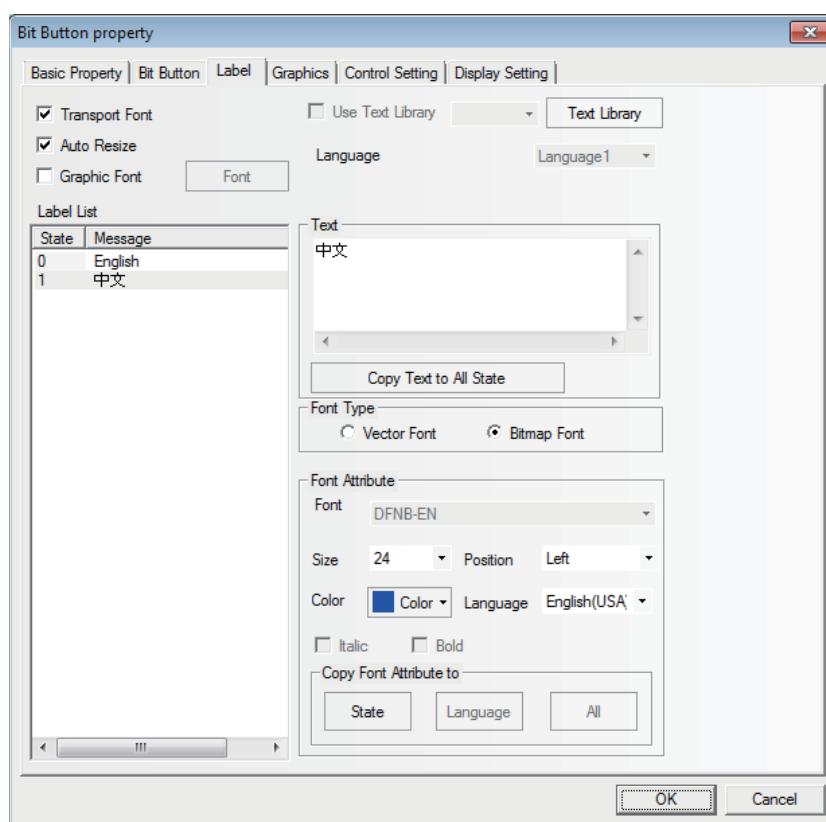 Bit Button property
Basic Property Bit Button Label Graphics Control Setting Display Setting
Transport Font
Auto Resize
Graphic Font Font
Use Text Library Text Library
Language Language1
Label List
State Message
0 English
1 中文
Text
中文
Copy Text to All State
Font Type
Vector Font Bitmap Font
Font Attribute
Font DFNB-EN
Size 24 Position Left
Color Color Language English(USA)
Italic Bold
Copy Font Attribute to
State Language All
OK Cancel